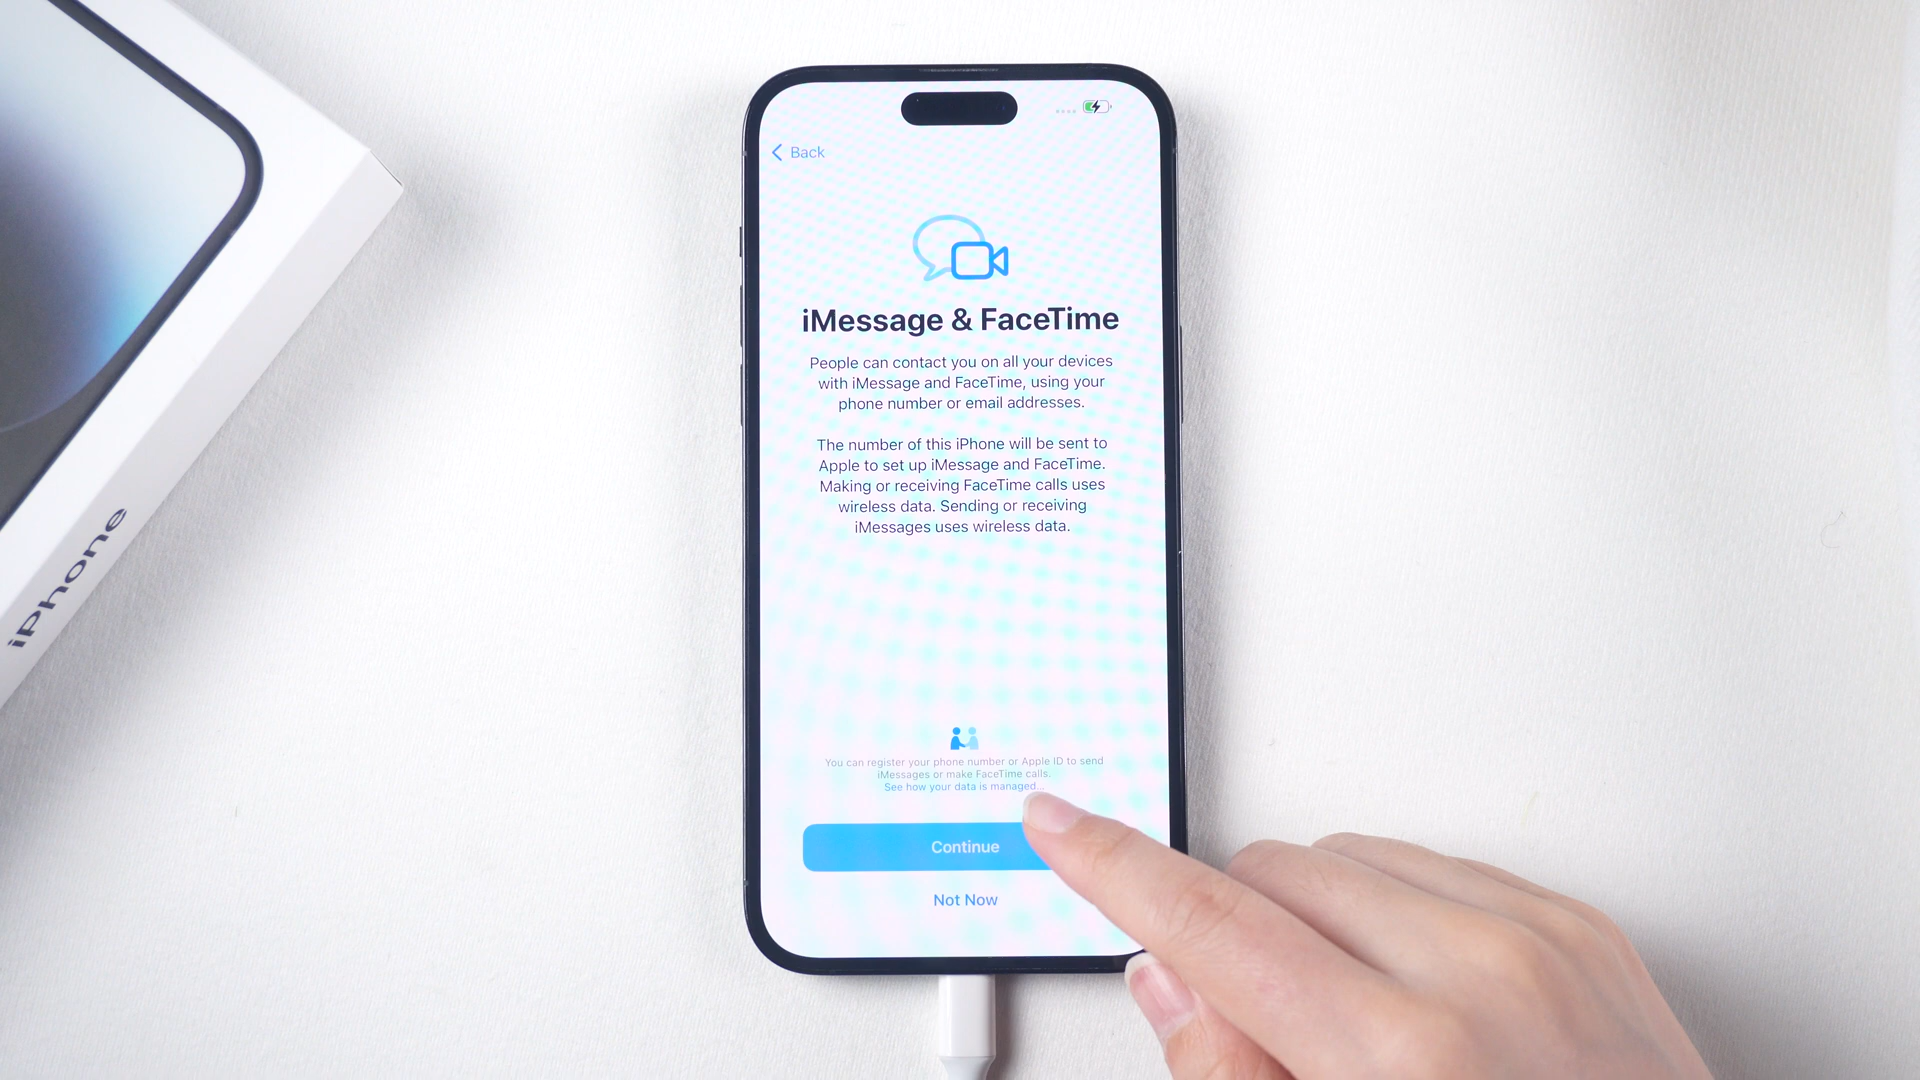 Back
iMessage & FaceTime
People can contact you on all your devices
with iMessage and FaceTime, using your
phone number or email addresses.
The number of this iPhone will be sent to
Apple to set up iMessage and FaceTime.
Making or receiving FaceTime calls uses
wireless data. Sending or receiving
iMessages uses wireless data.
You can register your phone number or Apple ID to send
iMessages or make FaceTime calls.
See how your data is managed...
Continue
Not Now
iPhone